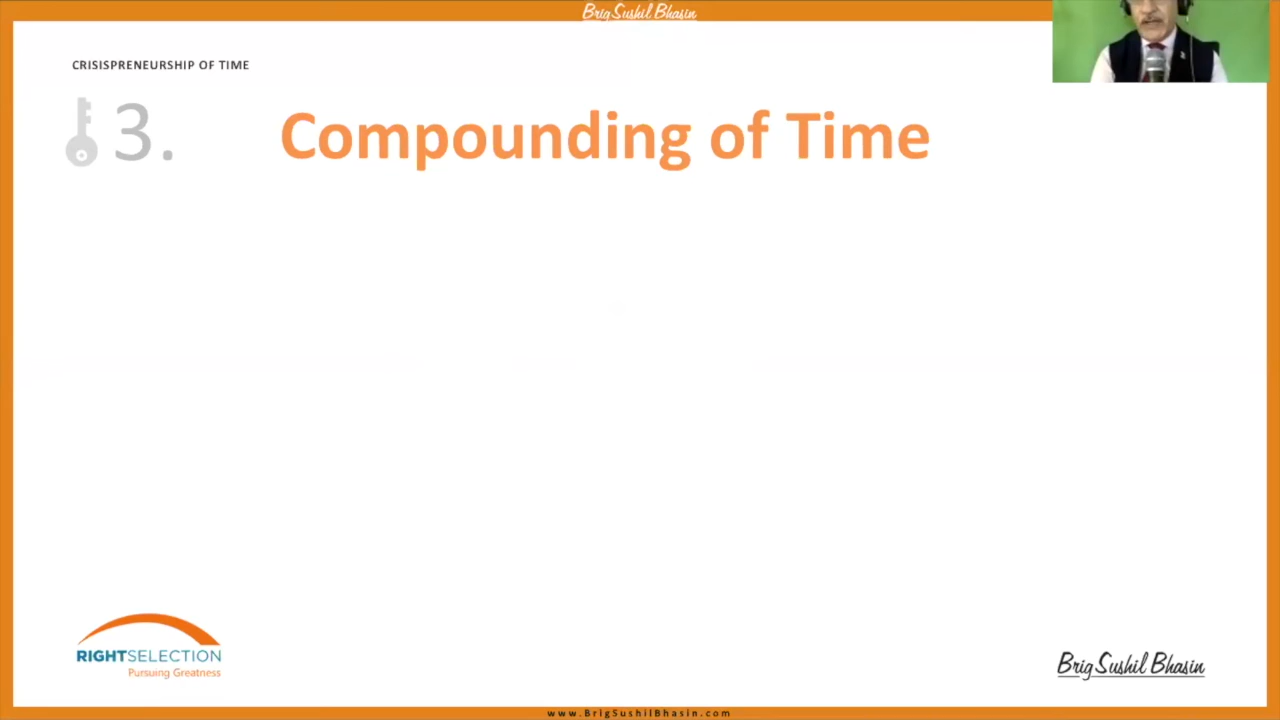 Brig Sushil Bhasin
CRISISPRENEURSHIP OF TIME
3. Compounding of Time
RIGHTSELECTION
Pursuing Greatness
Brig Sushil Bhasin
www.BrigSushilBhasin.com